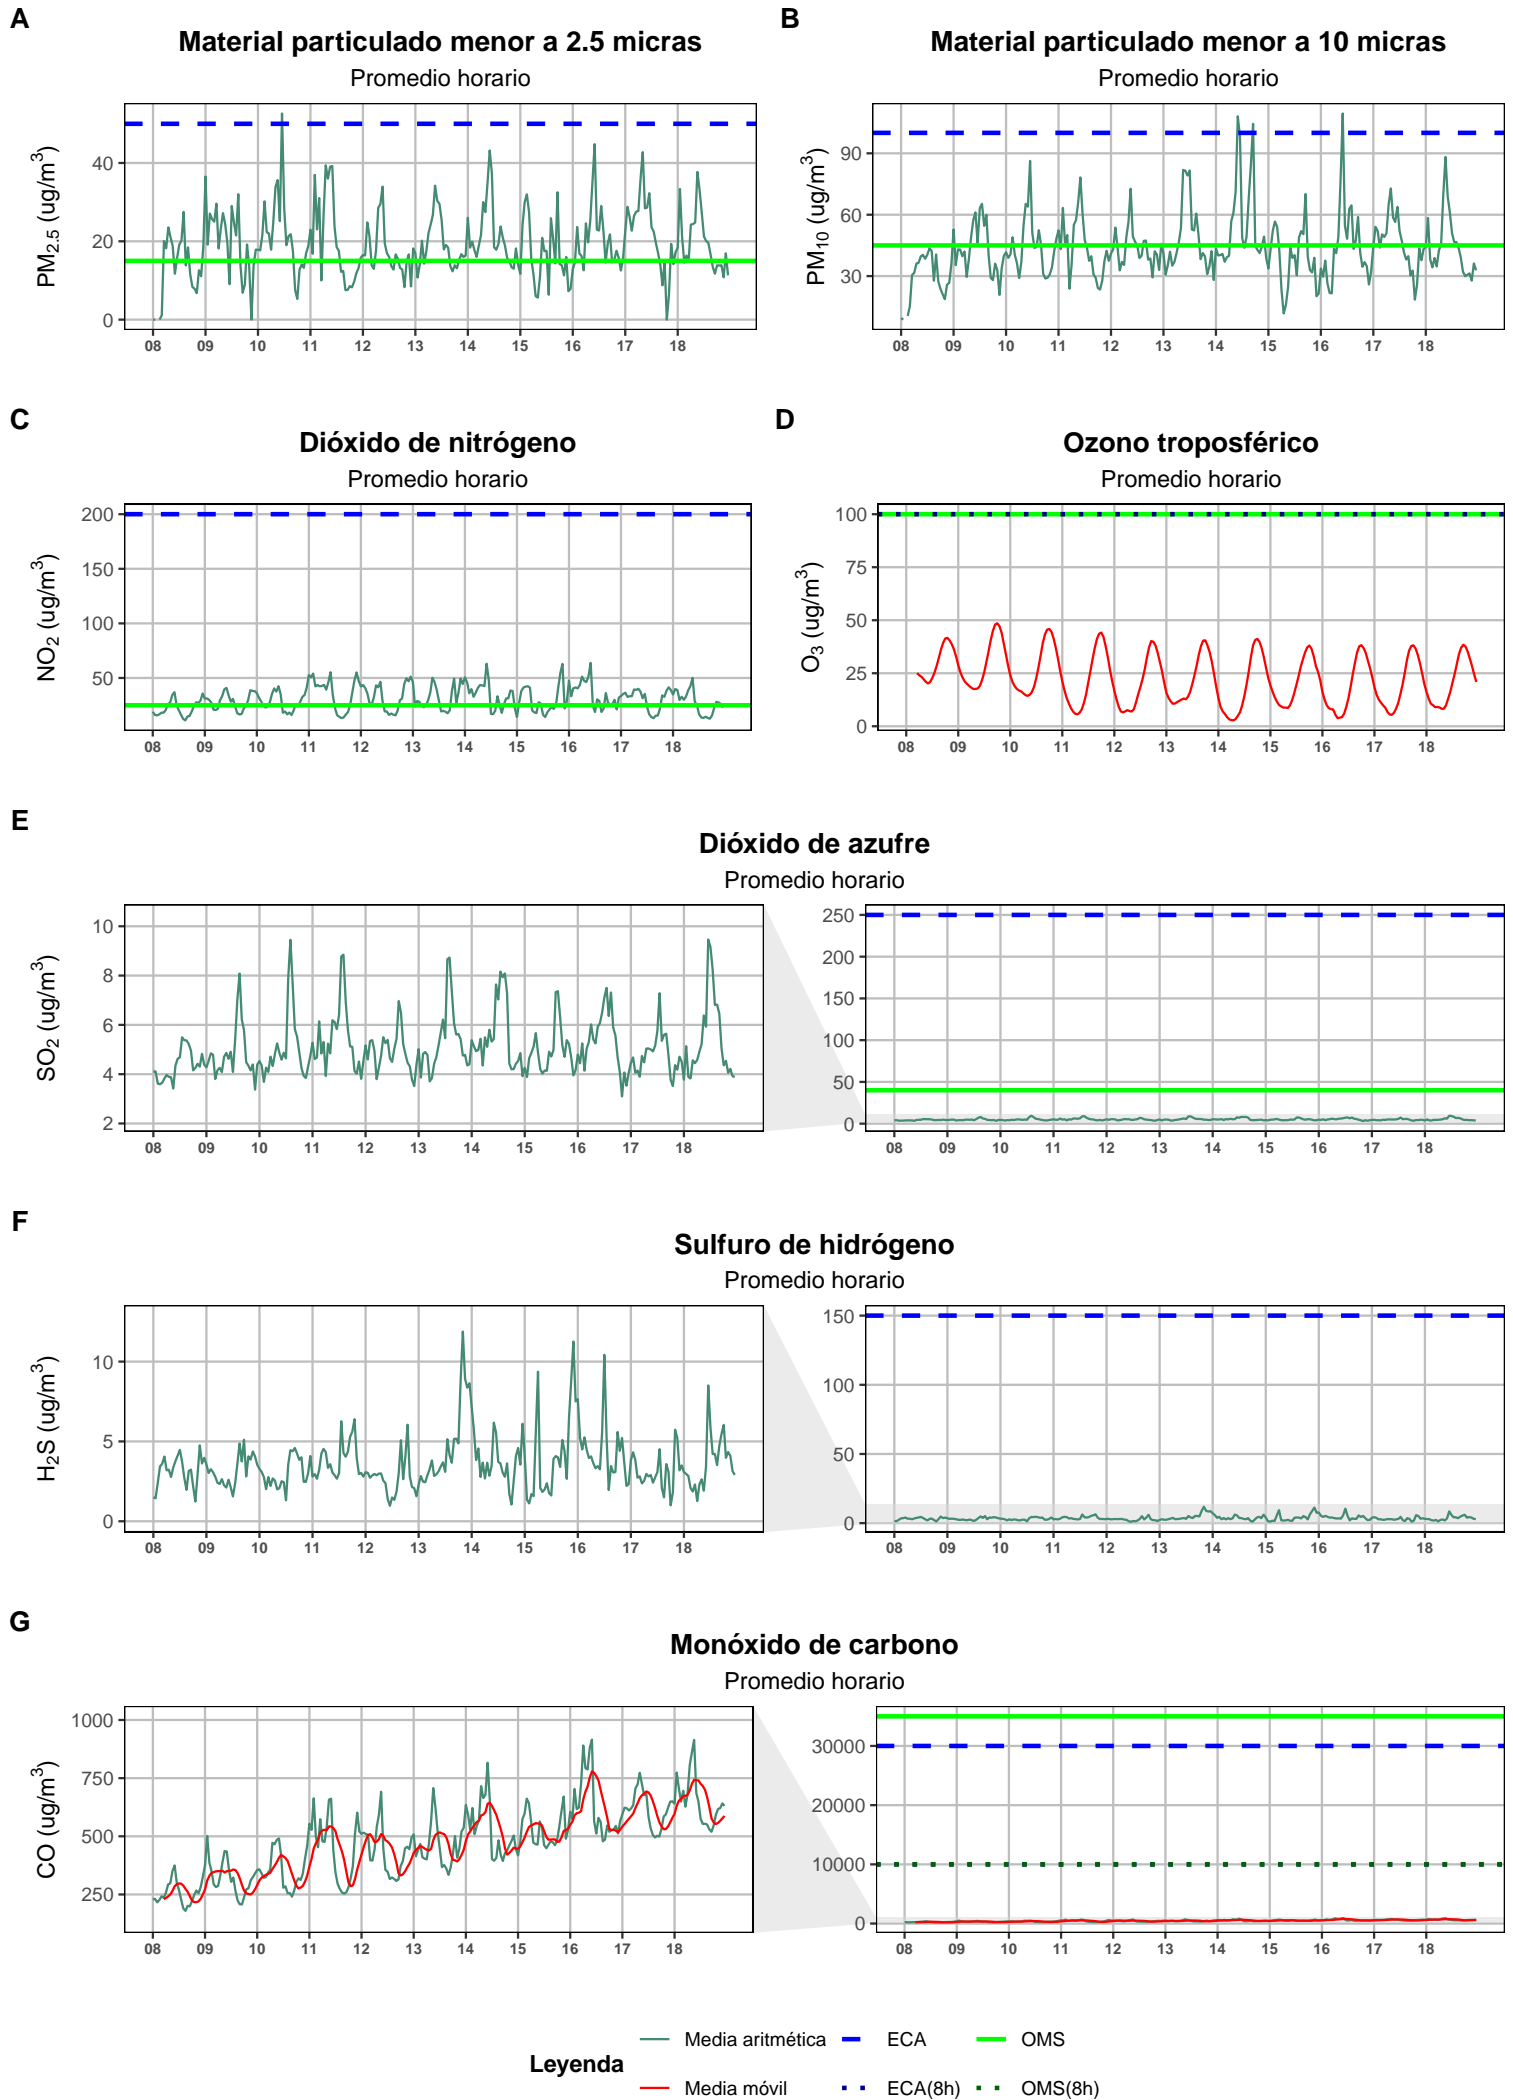 A
Material particulado menor a 2.5 micras
Promedio horario
PM2.5 (ug/m3)
40
20
0
08 09 10 11 12 13 14 15 16 17 18
B
Material particulado menor a 10 micras
Promedio horario
PM10 (ug/m3)
90
60
30
08 09 10 11 12 13 14 15 16 17 18
C
Dióxido de nitrógeno
Promedio horario
NO2 (ug/m3)
200
150
100
50
08 09 10 11 12 13 14 15 16 17 18
D
Ozono troposférico
Promedio horario
O3 (ug/m3)
100
75
50
25
0
08 09 10 11 12 13 14 15 16 17 18
E
Dióxido de azufre
Promedio horario
SO2 (ug/m3)
10
8
6
4
2
08 09 10 11 12 13 14 15 16 17 18
250
200
150
100
50
0
08 09 10 11 12 13 14 15 16 17 18
F
Sulfuro de hidrógeno
Promedio horario
H2S (ug/m3)
10
5
0
08 09 10 11 12 13 14 15 16 17 18
150
100
50
0
08 09 10 11 12 13 14 15 16 17 18
G
Monóxido de carbono
Promedio horario
CO (ug/m3)
1000
750
500
250
08 09 10 11 12 13 14 15 16 17 18
30000
20000
10000
0
08 09 10 11 12 13 14 15 16 17 18
Leyenda
Media aritmética ECA OMS
Media móvil ECA(8h) OMS(8h)